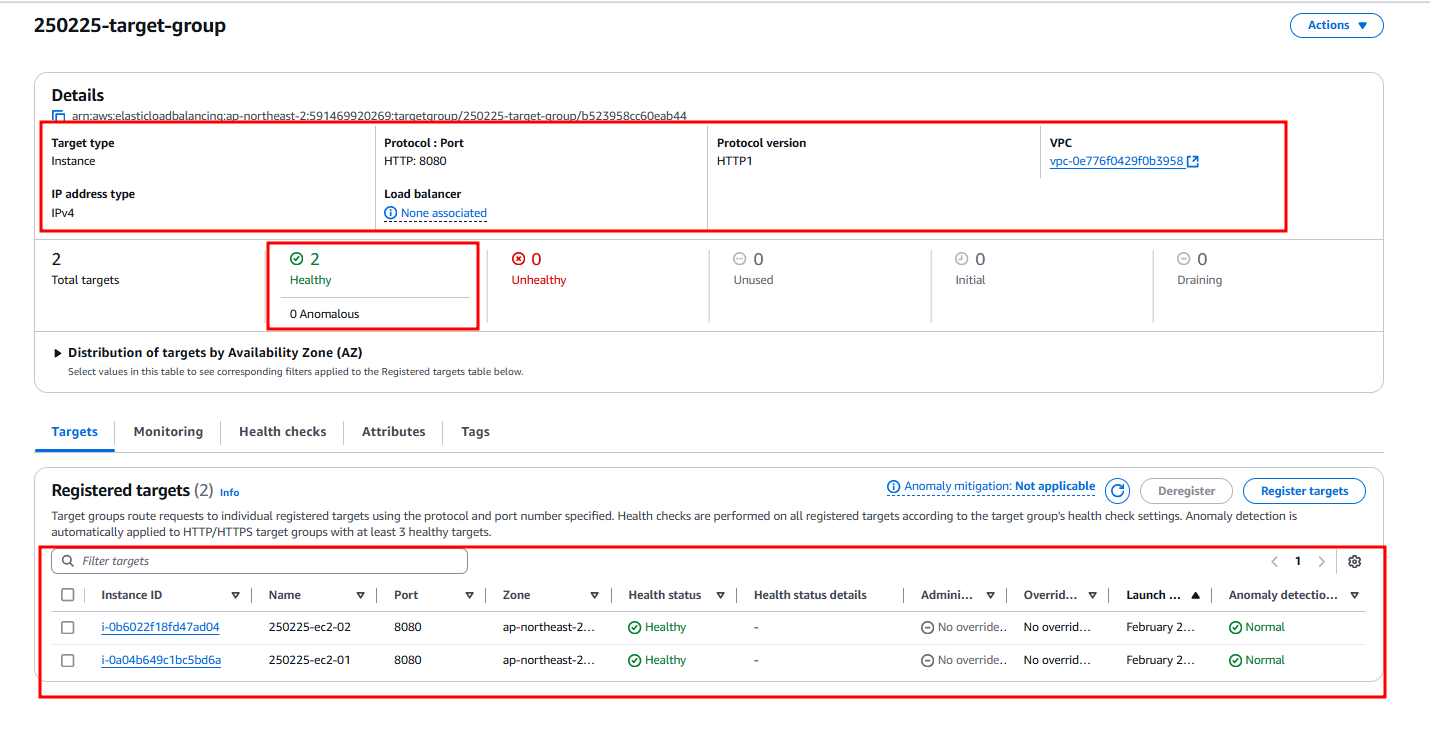 250225-target-group
Actions
Details
arn:aws:elasticloadbalancing:ap-northeast-2:591469920269:targetgroup/250225-target-group/b523958cc60eab44
Target type Protocol : Port Protocol version VPC
Instance HTTP: 8080 HTTP1 vpc-0e776f0429f0b3958
IP address type Load balancer
IPv4 None associated
2 2 0 0 0 0
Total targets Healthy Unhealthy Unused Initial Draining
0 Anomalous
Distribution of targets by Availability Zone (AZ)
Select values in this table to see corresponding filters applied to the Registered targets table below.
Targets Monitoring Health checks Attributes Tags
Registered targets (2) Info Anomaly mitigation: Not applicable Deregister Register targets
Target groups route requests to individual registered targets using the protocol and port number specified. Health checks are performed on all registered targets according to the target group's health check settings. Anomaly detection is
automatically applied to HTTP/HTTPS target groups with at least 3 healthy targets.
Filter targets 1
Instance ID Name Port Zone Health status Health status details Admini... Overrid... Launch ... Anomaly detectio...
i-0b6022f18fd47ad04 250225-ec2-02 8080 ap-northeast-2... Healthy - No override.. No overrid... February 2... Normal
i-0a04b649c1bc5bd6a 250225-ec2-01 8080 ap-northeast-2... Healthy - No override.. No overrid... February 2... Normal